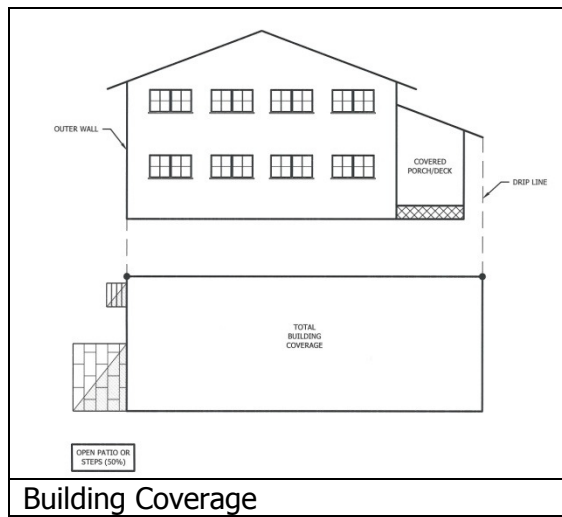 OUTER WALL
COVERED
PORCH/DECK
DRIP LINE
TOTAL
BUILDING
COVERAGE
OPEN PATIO OR
STEPS (50%)
Building Coverage